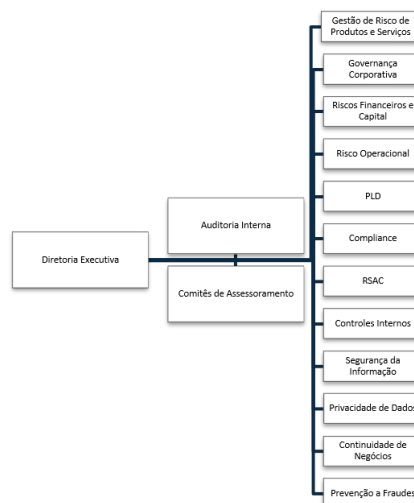 Gestão de Risco de
Produtos e Serviços
Governança
Corporativa
Riscos Financeiros e
Capital
Risco Operacional
PLD
Auditoria Interna
Compliance
Diretoria Executiva
Comitês de Assessoramento
RSAC
Controles Internos
Segurança da
Informação
Privacidade de Dados
Continuidade de
Negócios
Prevenção a Fraudes